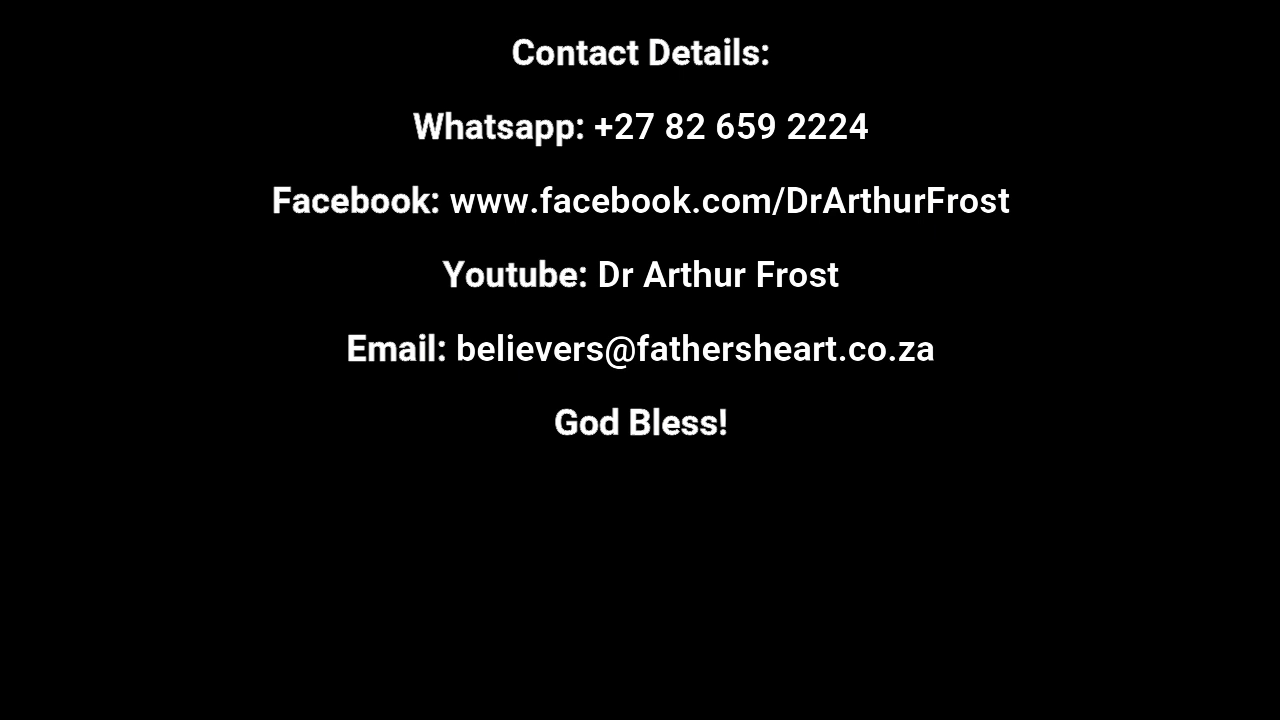 Contact Details:
Whatsapp: +27 82 659 2224
Facebook: www.facebook.com/DrArthurFrost
Youtube: Dr Arthur Frost
Email: believers@fathersheart.co.za
God Bless!